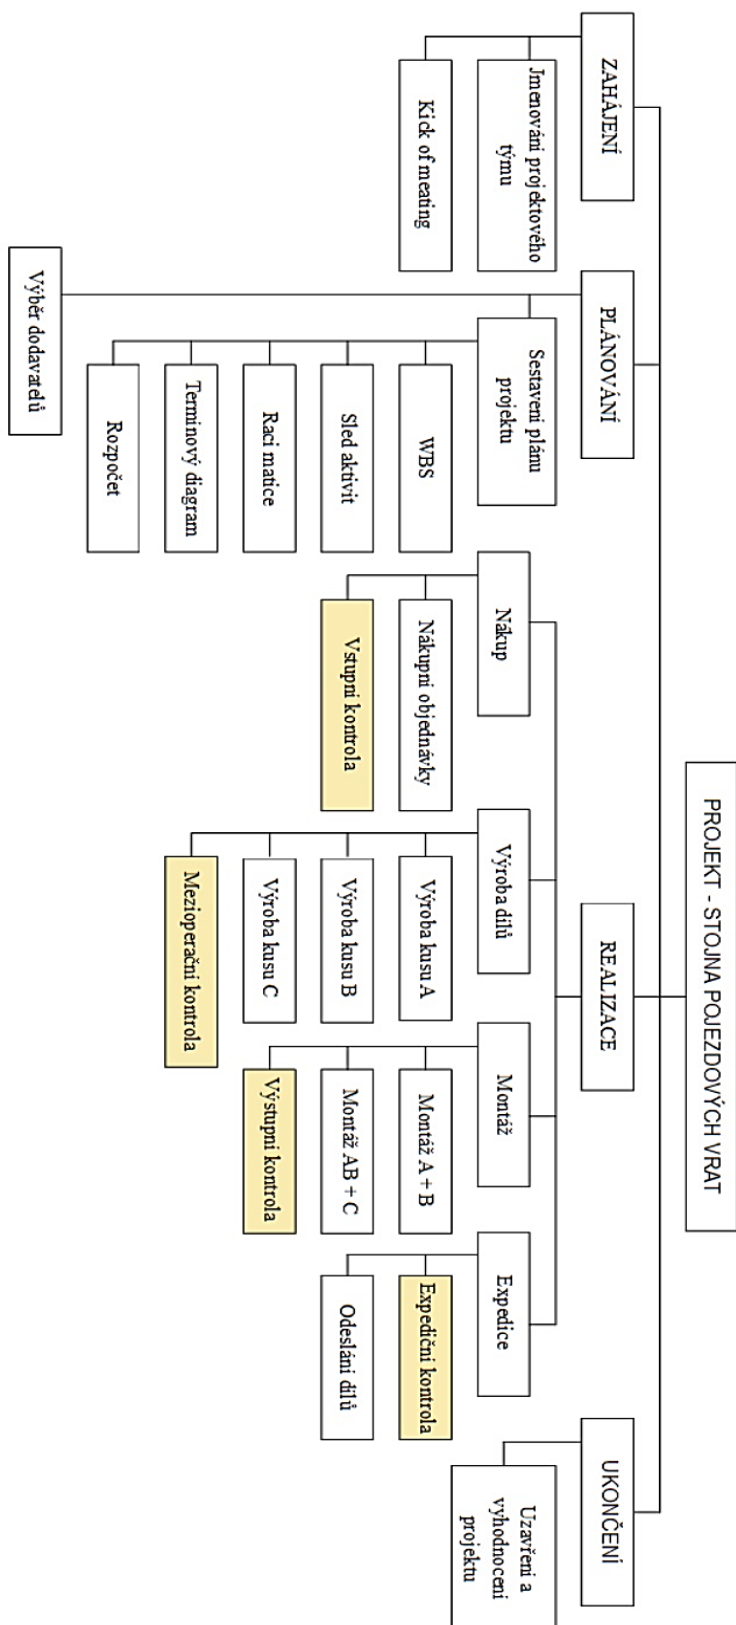 PROJEKT - STOJNA POJEZDOVÝCH VRAT
ZAHÁJENÍ
Jmenování projektového
týmu
Kick of meating
PLÁNOVÁNÍ
Sestavení plánu
projektu
WBS
Sled aktivit
Raci matice
Termínový diagram
Rozpočet
Výběr dodavatelů
REALIZACE
Nákup
Nákupní objednávky
Vstupní kontrola
Výroba dílů
Výroba kusu A
Výroba kusu B
Výroba kusu C
Mezioperační kontrola
Montáž
Montáž A + B
Montáž AB + C
Výstupní kontrola
Expedice
Expediční kontrola
Odeslání dílů
UKONČENÍ
Uzavření a
vyhodnocení
projektu